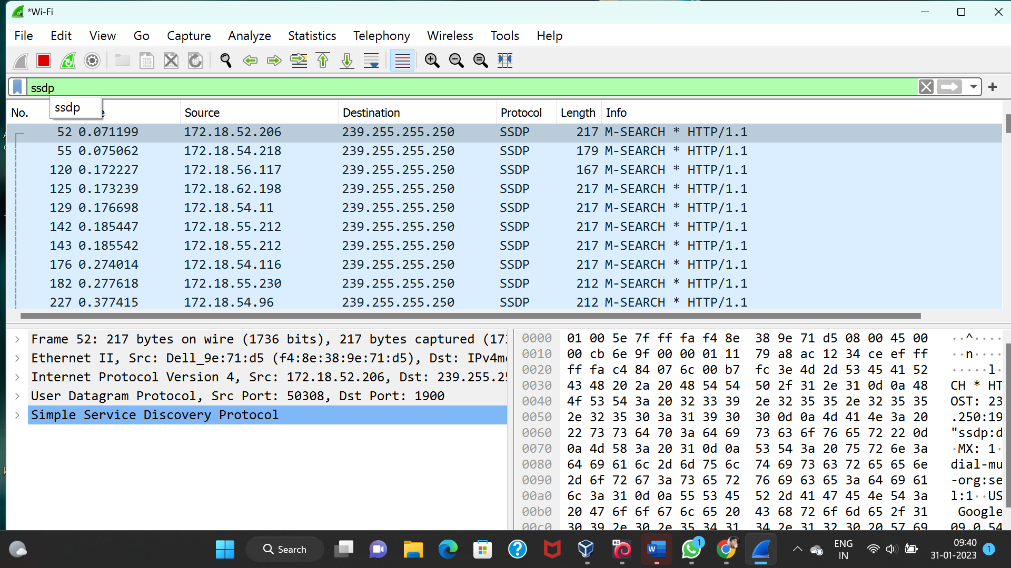 *Wi-Fi
File Edit View Go Capture Analyze Statistics Telephony Wireless Tools Help
ssdp
ssdp
No. Source Destination Protocol Length Info
52 0.071199 172.18.52.206 239.255.255.250 SSDP 217 M-SEARCH * HTTP/1.1
55 0.075062 172.18.54.218 239.255.255.250 SSDP 179 M-SEARCH * HTTP/1.1
120 0.172227 172.18.56.117 239.255.255.250 SSDP 167 M-SEARCH * HTTP/1.1
125 0.173239 172.18.62.198 239.255.255.250 SSDP 217 M-SEARCH * HTTP/1.1
129 0.176698 172.18.54.11 239.255.255.250 SSDP 217 M-SEARCH * HTTP/1.1
142 0.185447 172.18.55.212 239.255.255.250 SSDP 217 M-SEARCH * HTTP/1.1
143 0.185542 172.18.55.212 239.255.255.250 SSDP 217 M-SEARCH * HTTP/1.1
176 0.274014 172.18.54.116 239.255.255.250 SSDP 217 M-SEARCH * HTTP/1.1
182 0.277618 172.18.55.230 239.255.255.250 SSDP 212 M-SEARCH * HTTP/1.1
227 0.377415 172.18.54.96 239.255.255.250 SSDP 212 M-SEARCH * HTTP/1.1
Frame 52: 217 bytes on wire (1736 bits), 217 bytes captured (17
Ethernet II, Src: Dell_9e:71:d5 (f4:8e:38:9e:71:d5), Dst: IPv4m
Internet Protocol Version 4, Src: 172.18.52.206, Dst: 239.255.2
User Datagram Protocol, Src Port: 50308, Dst Port: 1900
Simple Service Discovery Protocol
0000 01 00 5e 7f ff fa f4 8e 38 9e 71 d5 08 00 45 00 ··^·····
0010 00 cb 6e 9f 00 00 01 11 79 a8 ac 12 34 ce ef ff ··n·····
0020 ff fa c4 84 07 6c 00 b7 fc 3e 4d 2d 53 45 41 52 ·····l··
0030 43 48 20 2a 20 48 54 54 50 2f 31 2e 31 0d 0a 48 CH * HT
0040 4f 53 54 3a 20 32 33 39 2e 32 35 35 2e 32 35 35 OST: 23
0050 2e 32 35 30 3a 31 39 30 30 0d 0a 4d 41 4e 3a 20 .250:19
0060 22 73 73 64 70 3a 64 69 73 63 6f 76 65 72 22 0d "ssdp:d
0070 0a 4d 58 3a 20 31 0d 0a 53 54 3a 20 75 72 6e 3a ·MX: 1·
0080 64 69 61 6c 2d 6d 75 6c 74 69 73 63 72 65 65 6e dial-mu
0090 2d 6f 72 67 3a 73 65 72 76 69 63 65 3a 64 69 61 -org:se
00a0 6c 3a 31 0d 0a 55 53 45 52 2d 41 47 45 4e 54 3a l:1··US
00b0 20 47 6f 6f 67 6c 65 20 43 68 72 6f 6d 65 2f 31 Google
00c0 30 39 2e 30 2e 35 34 31 34 2e 31 32 30 20 57 69 09.0.54
Search
ENG
IN
09:40
31-01-2023
1
1